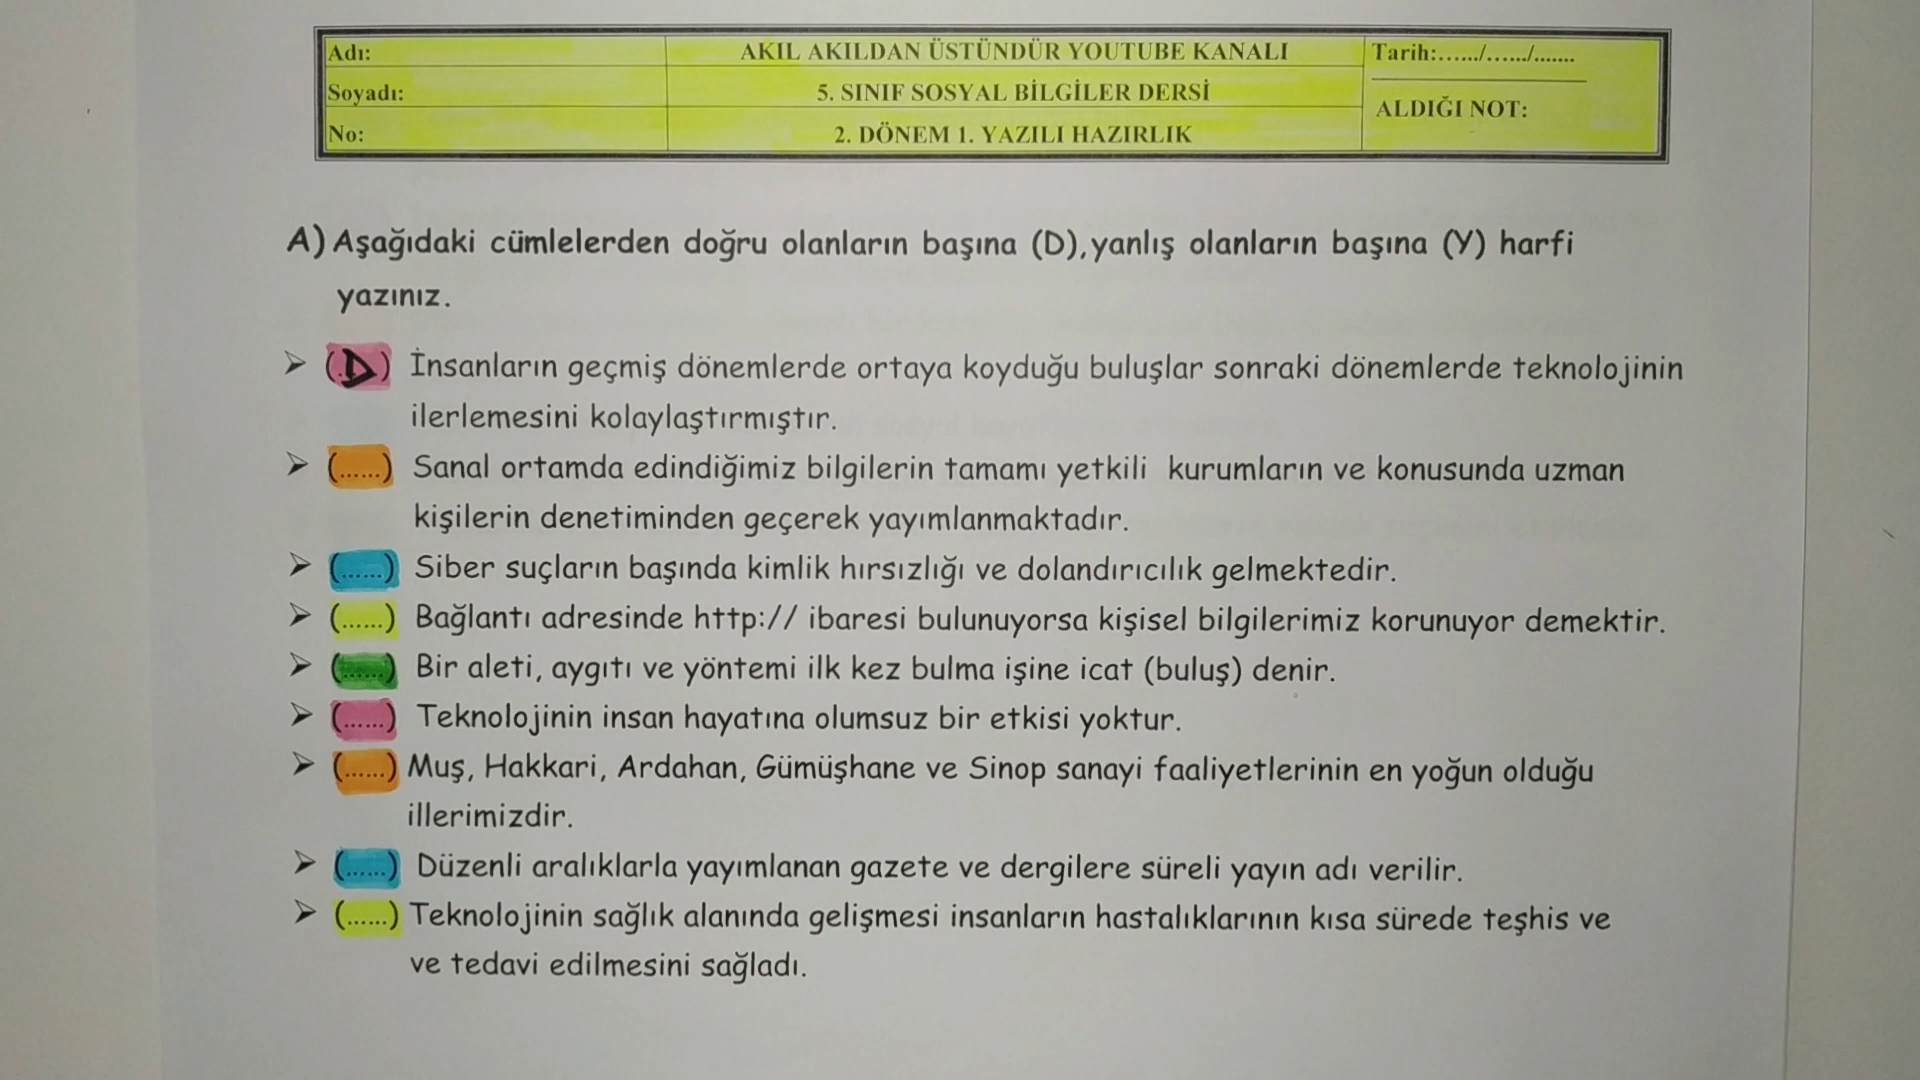 Adı:
Soyadı:
No:
AKIL AKILDAN ÜSTÜNDÜR YOUTUBE KANALI
5. SINIF SOSYAL BİLGİLER DERSİ
2. DÖNEM 1. YAZILI HAZIRLIK
Tarih:....../....../.......
ALDIĞI NOT:
A) Aşağıdaki cümlelerden doğru olanların başına (D),yanlış olanların başına (Y) harfi
yazınız.
➢ (D) İnsanların geçmiş dönemlerde ortaya koyduğu buluşlar sonraki dönemlerde teknolojinin
ilerlemesini kolaylaştırmıştır.
➢ (......) Sanal ortamda edindiğimiz bilgilerin tamamı yetkili kurumların ve konusunda uzman
kişilerin denetiminden geçerek yayımlanmaktadır.
➢ (......) Siber suçların başında kimlik hırsızlığı ve dolandırıcılık gelmektedir.
➢ (......) Bağlantı adresinde http:// ibaresi bulunuyorsa kişisel bilgilerimiz korunuyor demektir.
➢ (......) Bir aleti, aygıtı ve yöntemi ilk kez bulma işine icat (buluş) denir.
➢ (......) Teknolojinin insan hayatına olumsuz bir etkisi yoktur.
➢ (......) Muş, Hakkari, Ardahan, Gümüşhane ve Sinop sanayi faaliyetlerinin en yoğun olduğu
illerimizdir.
➢ (......) Düzenli aralıklarla yayımlanan gazete ve dergilere süreli yayın adı verilir.
➢ (......) Teknolojinin sağlık alanında gelişmesi insanların hastalıklarının kısa sürede teşhis ve
ve tedavi edilmesini sağladı.